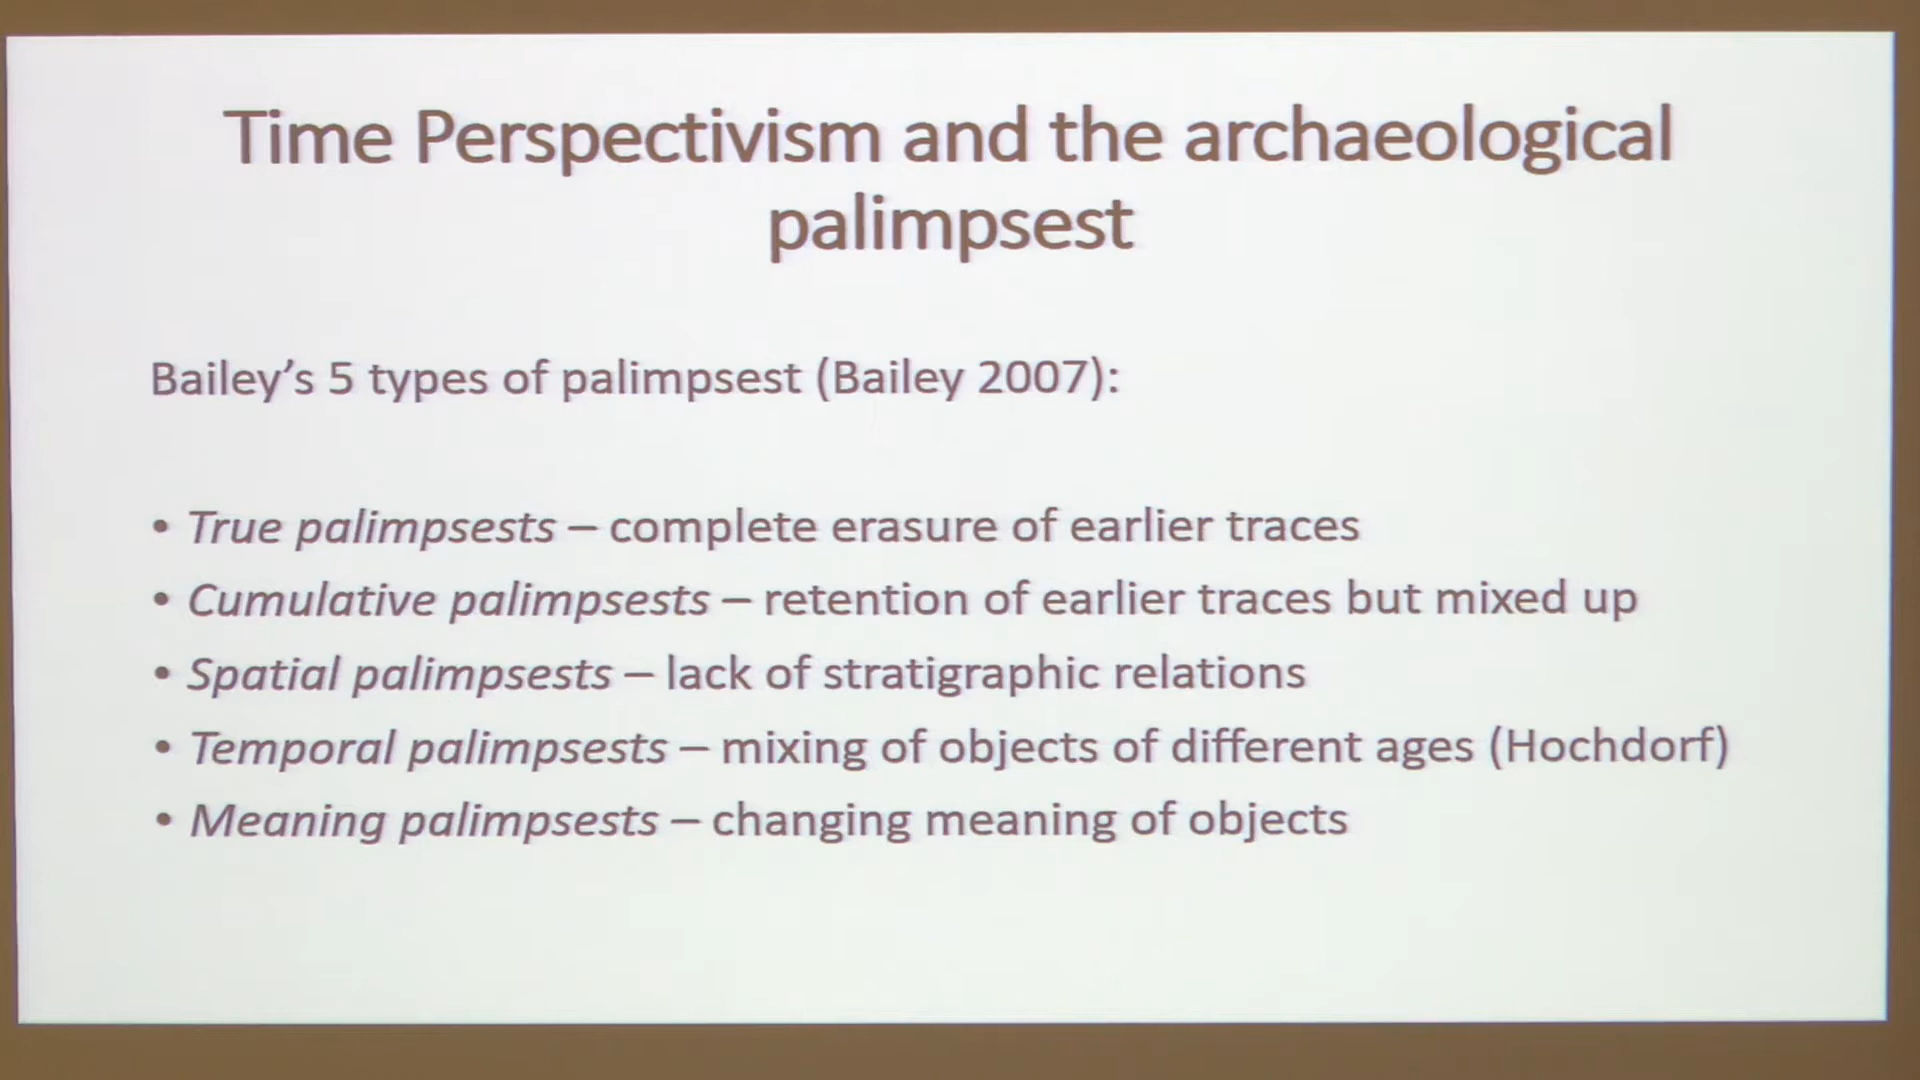 Time Perspectivism and the archaeological
palimpsest
Bailey’s 5 types of palimpsest (Bailey 2007):
• True palimpsests – complete erasure of earlier traces
• Cumulative palimpsests – retention of earlier traces but mixed up
• Spatial palimpsests – lack of stratigraphic relations
• Temporal palimpsests – mixing of objects of different ages (Hochdorf)
• Meaning palimpsests – changing meaning of objects